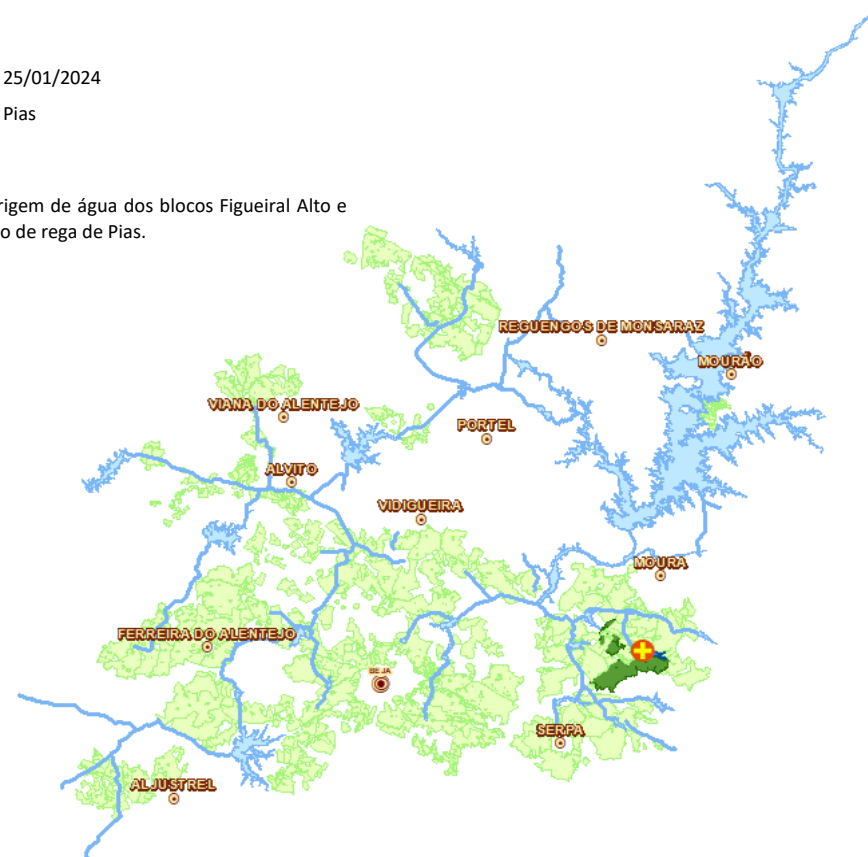 25/01/2024
Pias
rigem de água dos blocos Figueiral Alto e
o de rega de Pias.
REGUENGOS DE MONSARAZ
MOURÃO
VIANA DO ALENTEJO
PORTEL
ALVITO
VIDIGUEIRA
MOURA
FERREIRA DO ALENTEJO
BEJA
SERPA
ALJUSTREL